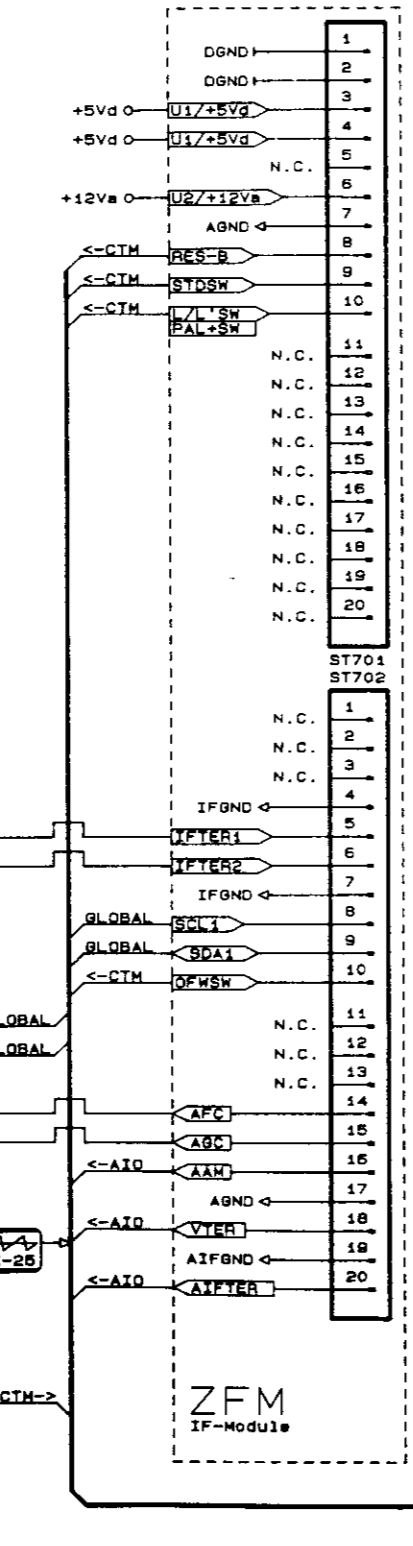 DGND 1
DGND 2
+5Vd U1/+5Vd 3
+5Vd U1/+5Vd 4
N.C. 5
+12Va U2/+12Va 6
AGND 7
<-CTM RES-B 8
<-CTM STDSW 9
<-CTM L/L'SW 10
PAL+SW
N.C. 11
N.C. 12
N.C. 13
N.C. 14
N.C. 15
N.C. 16
N.C. 17
N.C. 18
N.C. 19
N.C. 20
ST701
ST702
N.C. 1
N.C. 2
N.C. 3
IFGND 4
IFTER1 5
IFTER2 6
IFGND 7
GLOBAL SCL1 8
GLOBAL SDA1 9
<-CTM OFWSW 10
LOBAL N.C. 11
LOBAL N.C. 12
N.C. 13
AFC 14
AGC 15
<-AIO AAM 16
AGND 17
<-AIO VTER 18
-25 AIFGND 19
<-AIO AIFTER 20
CTM->
ZFM
IF-Module